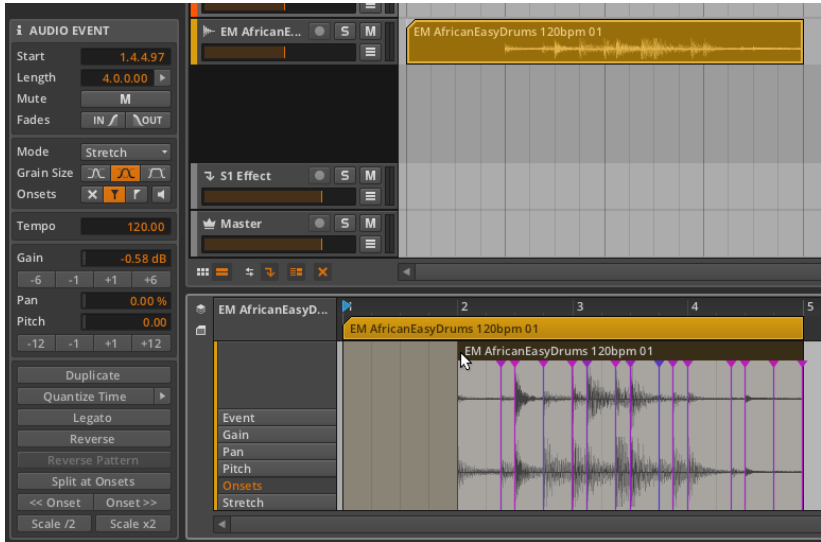 i AUDIO EVENT
Start 1.4.4.97
Length 4.0.0.00
Mute M
Fades IN OUT
Mode Stretch
Grain Size
Onsets
Tempo 120.00
Gain -0.58 dB
-6 -1 +1 +6
Pan 0.00 %
Pitch 0.00
-12 -1 +1 +12
Duplicate
Quantize Time
Legato
Reverse
Reverse Pattern
Split at Onsets
<< Onset Onset >>
Scale /2 Scale x2
EM AfricanE... S M
EM AfricanEasyDrums 120bpm 01
S1 Effect S M
Master S M
EM AfricanEasyD...
2 3 4 5
EM AfricanEasyDrums 120bpm 01
EM AfricanEasyDrums 120bpm 01
Event
Gain
Pan
Pitch
Onsets
Stretch